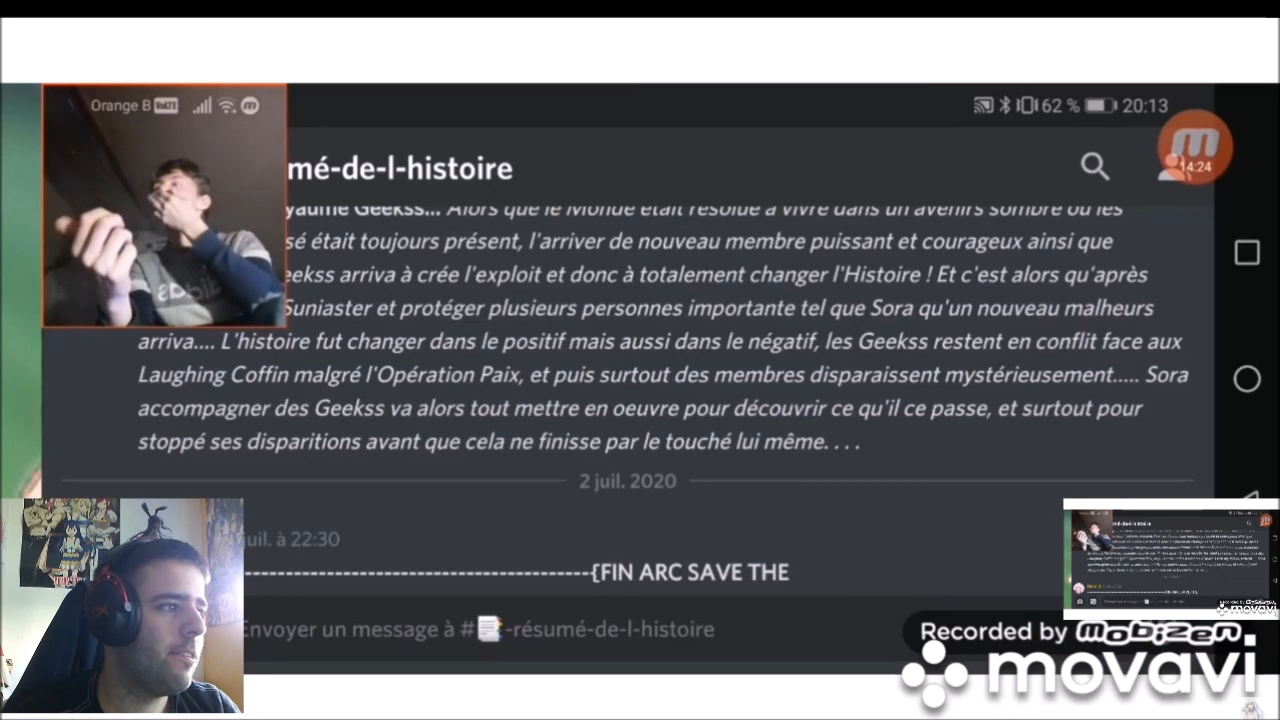 Orange B VoLTE 62 % 20:13
mé-de-l-histoire
14:24
yaume Geekss... Alors que le Monde était résolue à vivre dans un avenirs sombre où les
sé était toujours présent, l'arriver de nouveau membre puissant et courageux ainsi que
eekss arriva à crée l'exploit et donc à totalement changer l'Histoire ! Et c'est alors qu'après
Suniaster et protéger plusieurs personnes importante tel que Sora qu'un nouveau malheurs
arriva.... L'histoire fut changer dans le positif mais aussi dans le négatif, les Geekss restent en conflit face aux
Laughing Coffin malgré l'Opération Paix, et puis surtout des membres disparaissent mystérieusement..... Sora
accompagner des Geekss va alors tout mettre en oeuvre pour découvrir ce qu'il ce passe, et surtout pour
stoppé ses disparitions avant que cela ne finisse par le touché lui même. . . .
2 juil. 2020
uil. à 22:30
---------------------------------------{FIN ARC SAVE THE
Envoyer un message à #-resumé-de-l-histoire
Recorded by mobizen
movavi
adidas